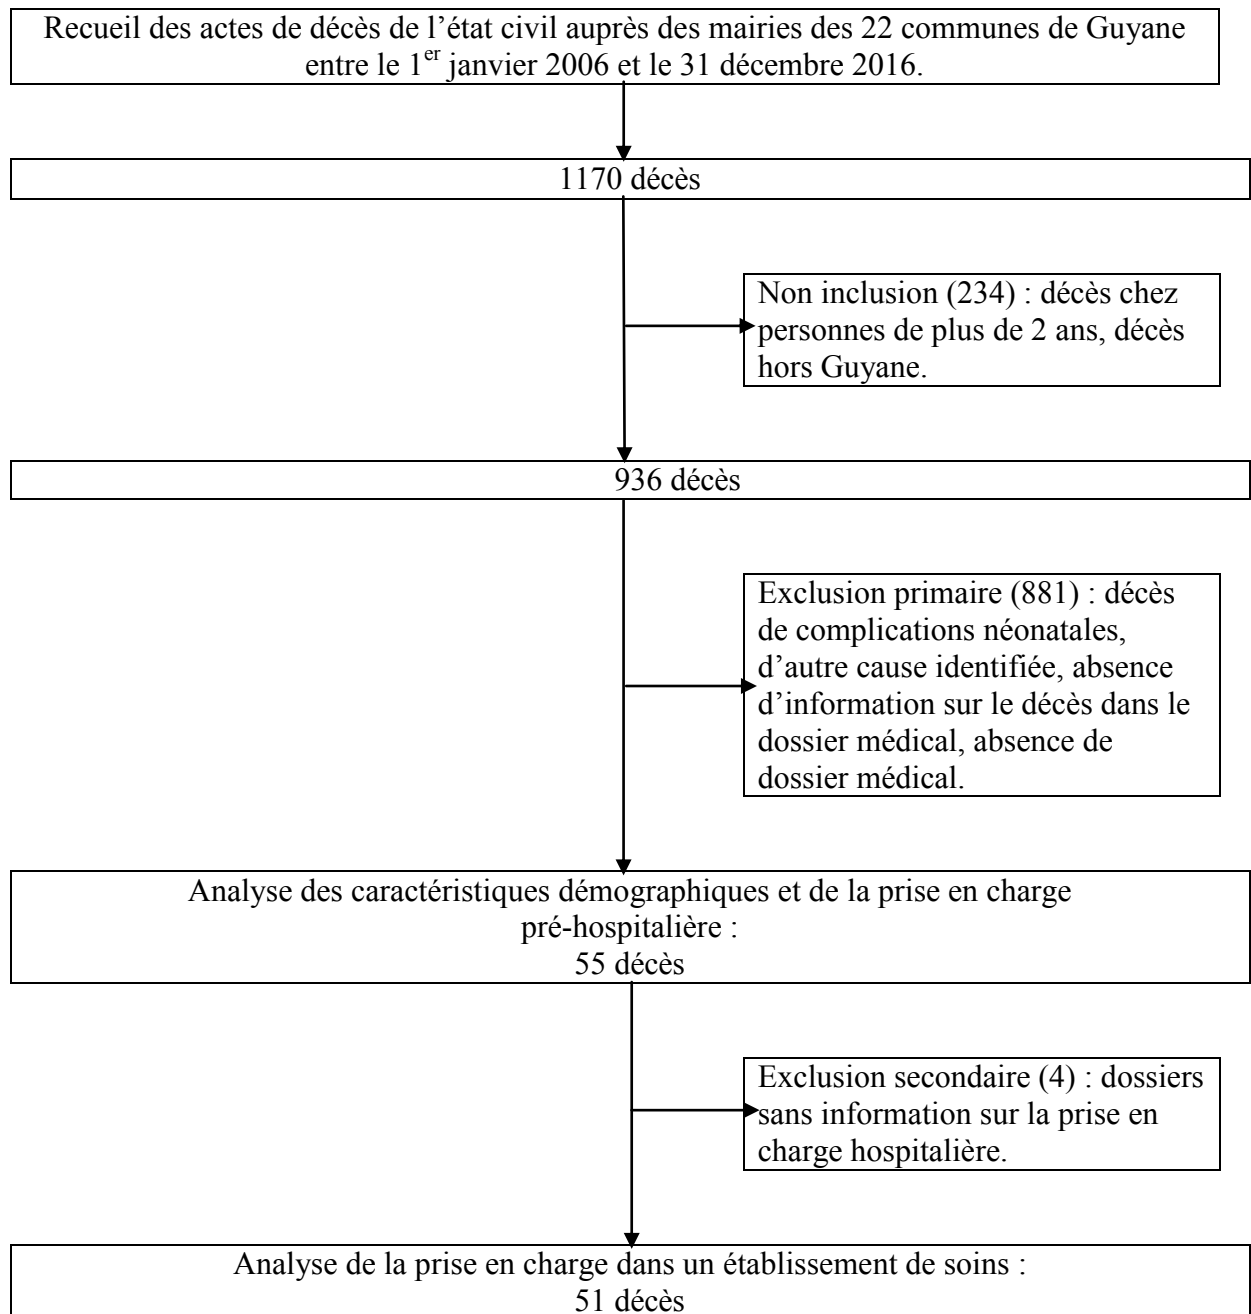 Recueil des actes de décès de l’état civil auprès des mairies des 22 communes de Guyane
entre le 1er janvier 2006 et le 31 décembre 2016.
1170 décès
Non inclusion (234) : décès chez
personnes de plus de 2 ans, décès
hors Guyane.
936 décès
Exclusion primaire (881) : décès
de complications néonatales,
d’autre cause identifiée, absence
d’information sur le décès dans le
dossier médical, absence de
dossier médical.
Analyse des caractéristiques démographiques et de la prise en charge
pré-hospitalière :
55 décès
Exclusion secondaire (4) : dossiers
sans information sur la prise en
charge hospitalière.
Analyse de la prise en charge dans un établissement de soins :
51 décès